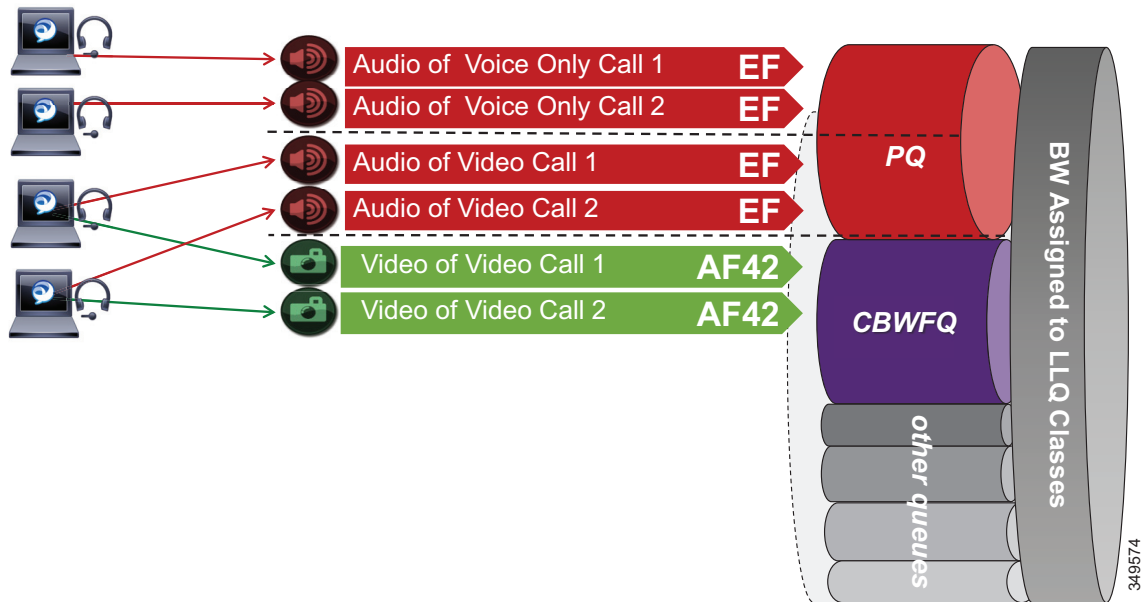 Audio of Voice Only Call 1 EF
Audio of Voice Only Call 2 EF
Audio of Video Call 1 EF
Audio of Video Call 2 EF
Video of Video Call 1 AF42
Video of Video Call 2 AF42
PQ
CBWFQ
other queues
BW Assigned to LLQ Classes
349574